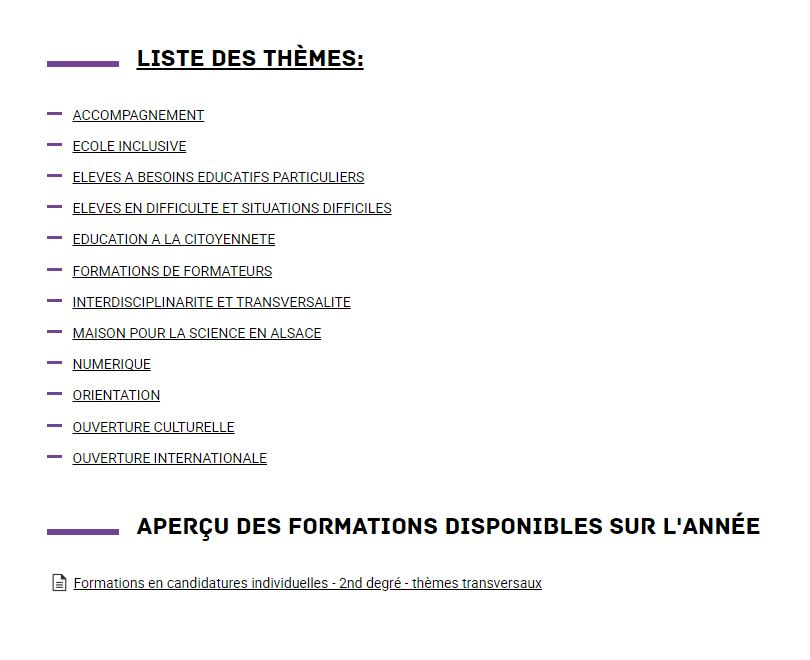 LISTE DES THÈMES:
ACCOMPAGNEMENT
ECOLE INCLUSIVE
ELEVES A BESOINS EDUCATIFS PARTICULIERS
ELEVES EN DIFFICULTE ET SITUATIONS DIFFICILES
EDUCATION A LA CITOYENNETE
FORMATIONS DE FORMATEURS
INTERDISCIPLINARITE ET TRANSVERSALITE
MAISON POUR LA SCIENCE EN ALSACE
NUMERIQUE
ORIENTATION
OUVERTURE CULTURELLE
OUVERTURE INTERNATIONALE
APERÇU DES FORMATIONS DISPONIBLES SUR L'ANNÉE
Formations en candidatures individuelles - 2nd degré - thèmes transversaux